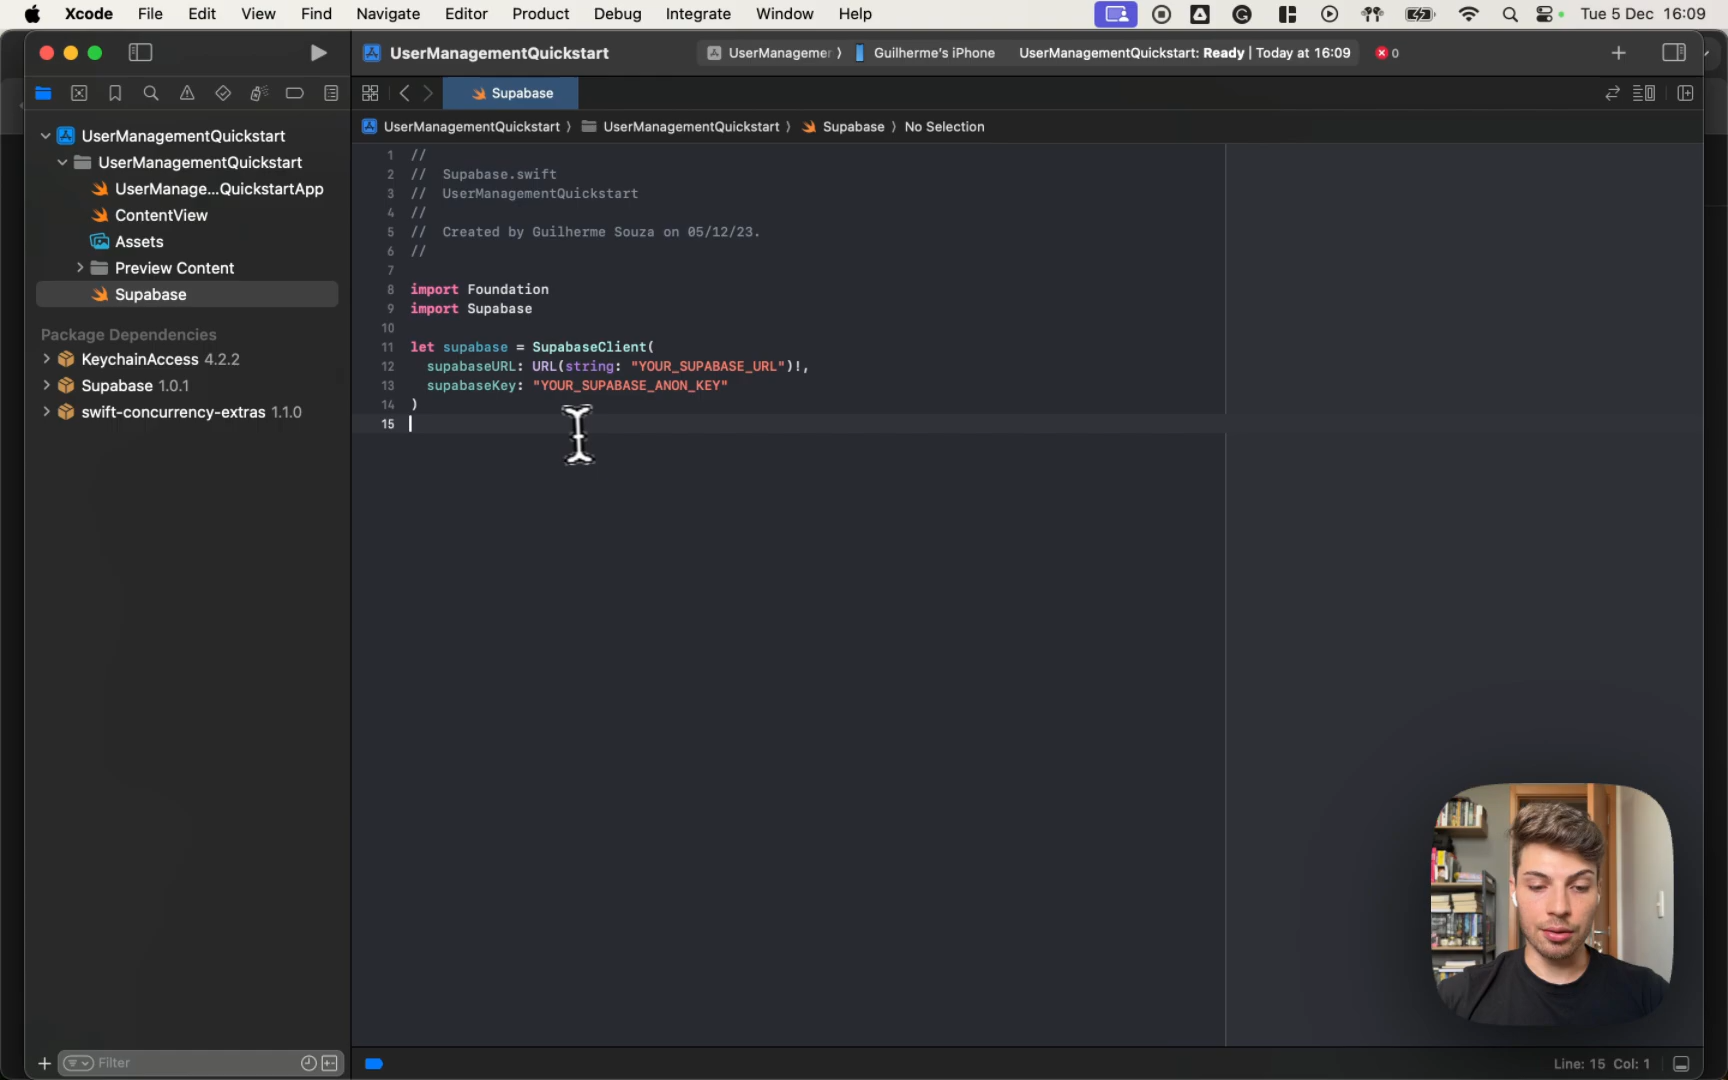 Xcode File Edit View Find Navigate Editor Product Debug Integrate Window Help Tue 5 Dec 16:09
UserManagementQuickstart UserManagemer ⟩ Guilherme's iPhone UserManagementQuickstart: Ready | Today at 16:09 0
Supabase
UserManagementQuickstart ⟩ UserManagementQuickstart ⟩ Supabase ⟩ No Selection
UserManagementQuickstart
UserManagementQuickstart
UserManage...QuickstartApp
ContentView
Assets
Preview Content
Supabase
Package Dependencies
KeychainAccess 4.2.2
Supabase 1.0.1
swift-concurrency-extras 1.1.0
Filter
1 //
2 // Supabase.swift
3 // UserManagementQuickstart
4 //
5 // Created by Guilherme Souza on 05/12/23.
6 //
7
8 import Foundation
9 import Supabase
10
11 let supabase = SupabaseClient(
12 supabaseURL: URL(string: "YOUR_SUPABASE_URL")!,
13 supabaseKey: "YOUR_SUPABASE_ANON_KEY"
14 )
15
Line: 15 Col: 1